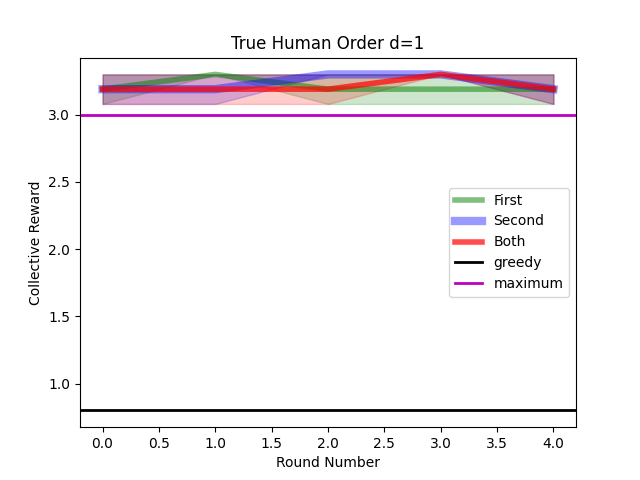 True Human Order d=1
Collective Reward
3.0
2.5
2.0
1.5
1.0
First
Second
Both
greedy
maximum
0.0 0.5 1.0 1.5 2.0 2.5 3.0 3.5 4.0
Round Number